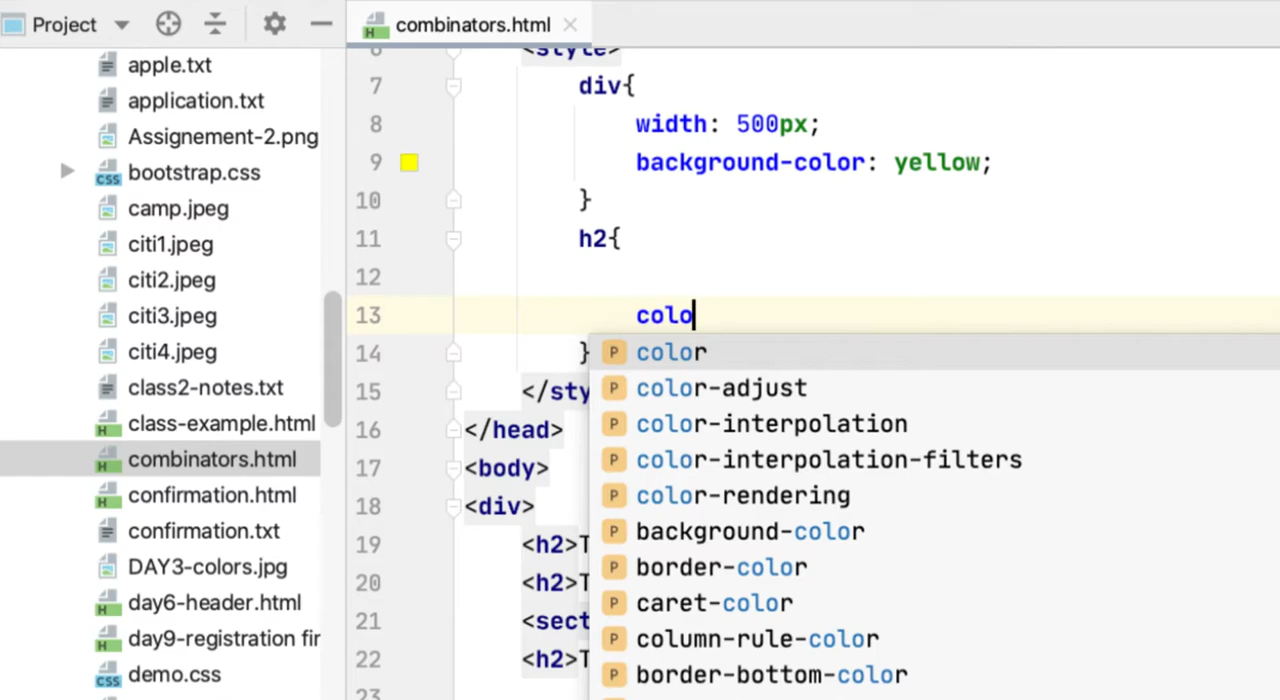 Project
combinators.html
apple.txt
application.txt
Assignement-2.png
bootstrap.css
camp.jpeg
citi1.jpeg
citi2.jpeg
citi3.jpeg
citi4.jpeg
class2-notes.txt
class-example.html
combinators.html
confirmation.html
confirmation.txt
DAY3-colors.jpg
day6-header.html
day9-registration fir
demo.css
6 <style>
7 div{
8 width: 500px;
9 background-color: yellow;
10 }
11 h2{
12
13 colo
14 }
15 </sty
16 </head>
17 <body>
18 <div>
19 <h2>T
20 <h2>T
21 <sect
22 <h2>T
23
P color
P color-adjust
P color-interpolation
P color-interpolation-filters
P color-rendering
P background-color
P border-color
P caret-color
P column-rule-color
P border-bottom-color